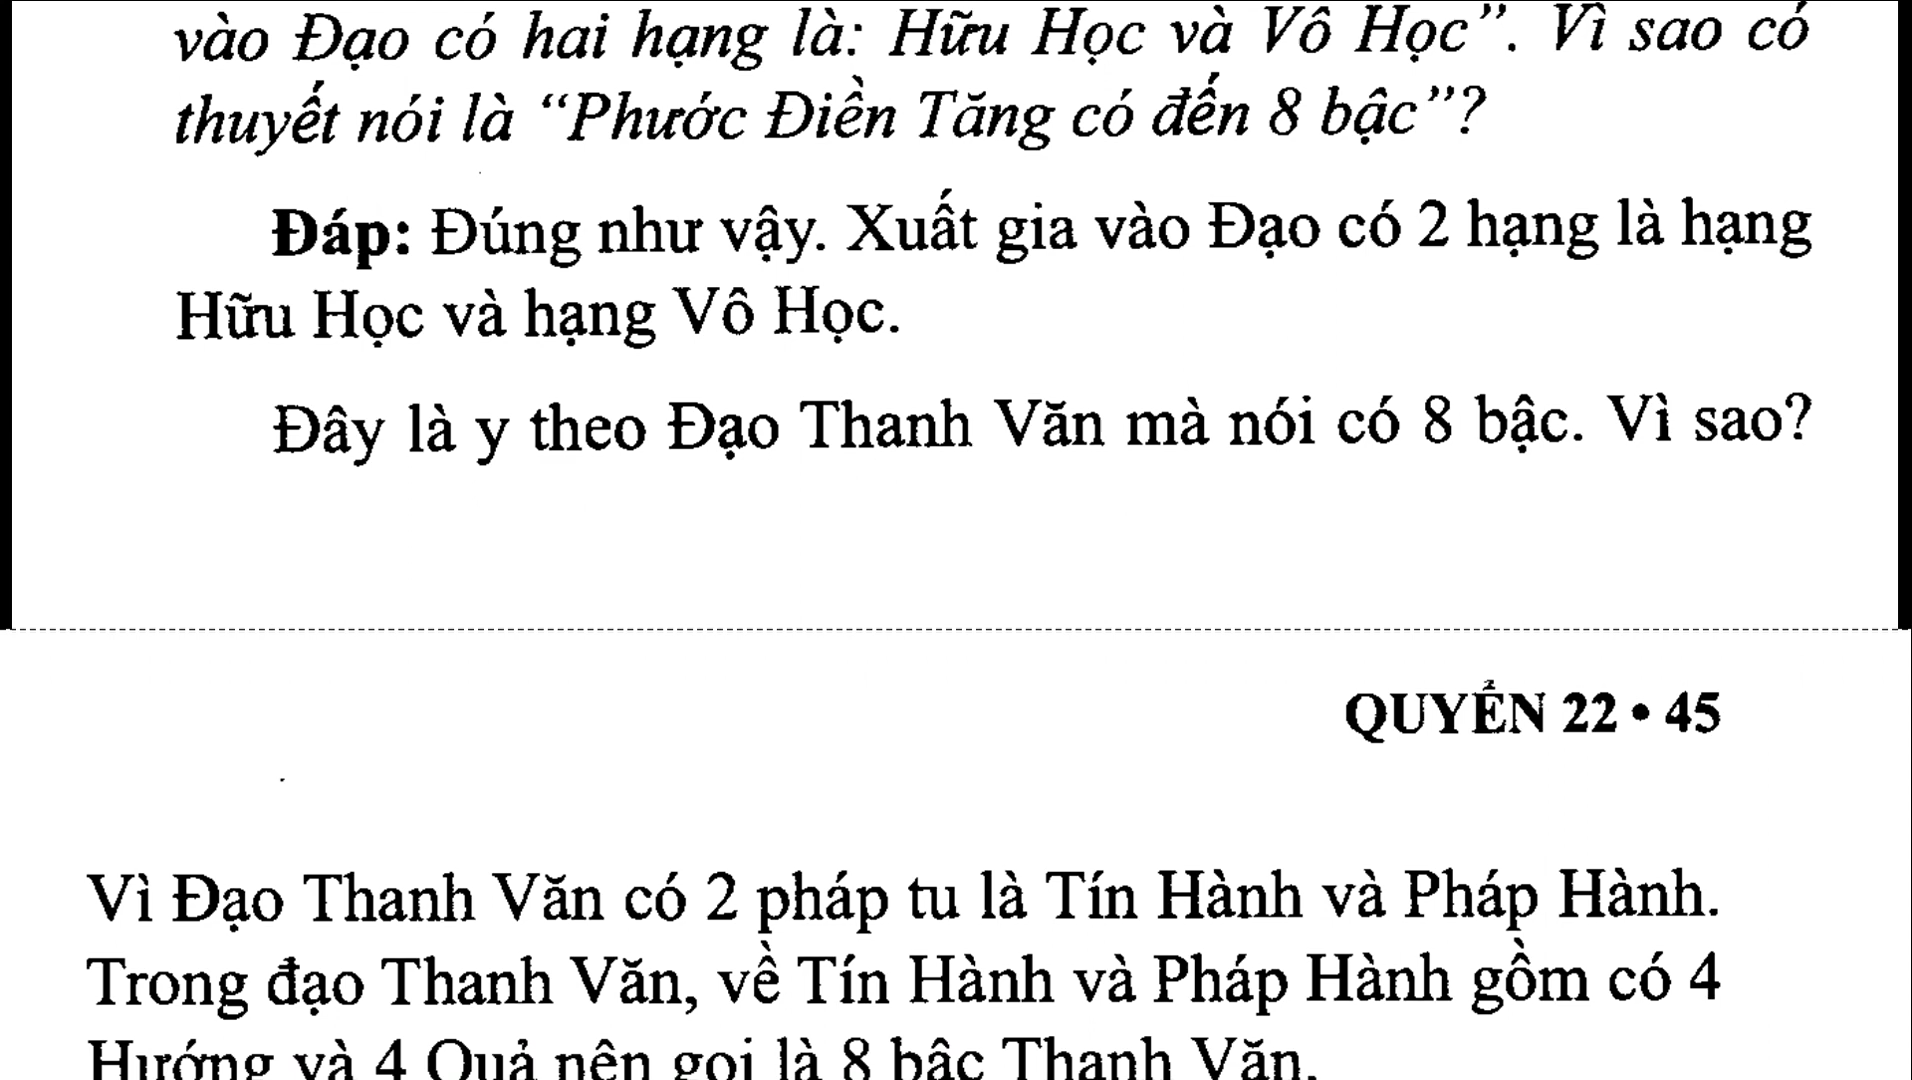 vào Đạo có hai hạng là: Hữu Học và Vô Học”. Vì sao có
thuyết nói là “Phước Điền Tăng có đến 8 bậc”?
Đáp: Đúng như vậy. Xuất gia vào Đạo có 2 hạng là hạng
Hữu Học và hạng Vô Học.
Đây là y theo Đạo Thanh Văn mà nói có 8 bậc. Vì sao?
QUYỂN 22 • 45
Vì Đạo Thanh Văn có 2 pháp tu là Tín Hành và Pháp Hành.
Trong đạo Thanh Văn, về Tín Hành và Pháp Hành gồm có 4
Hướng và 4 Quả nên gọi là 8 bậc Thanh Văn.